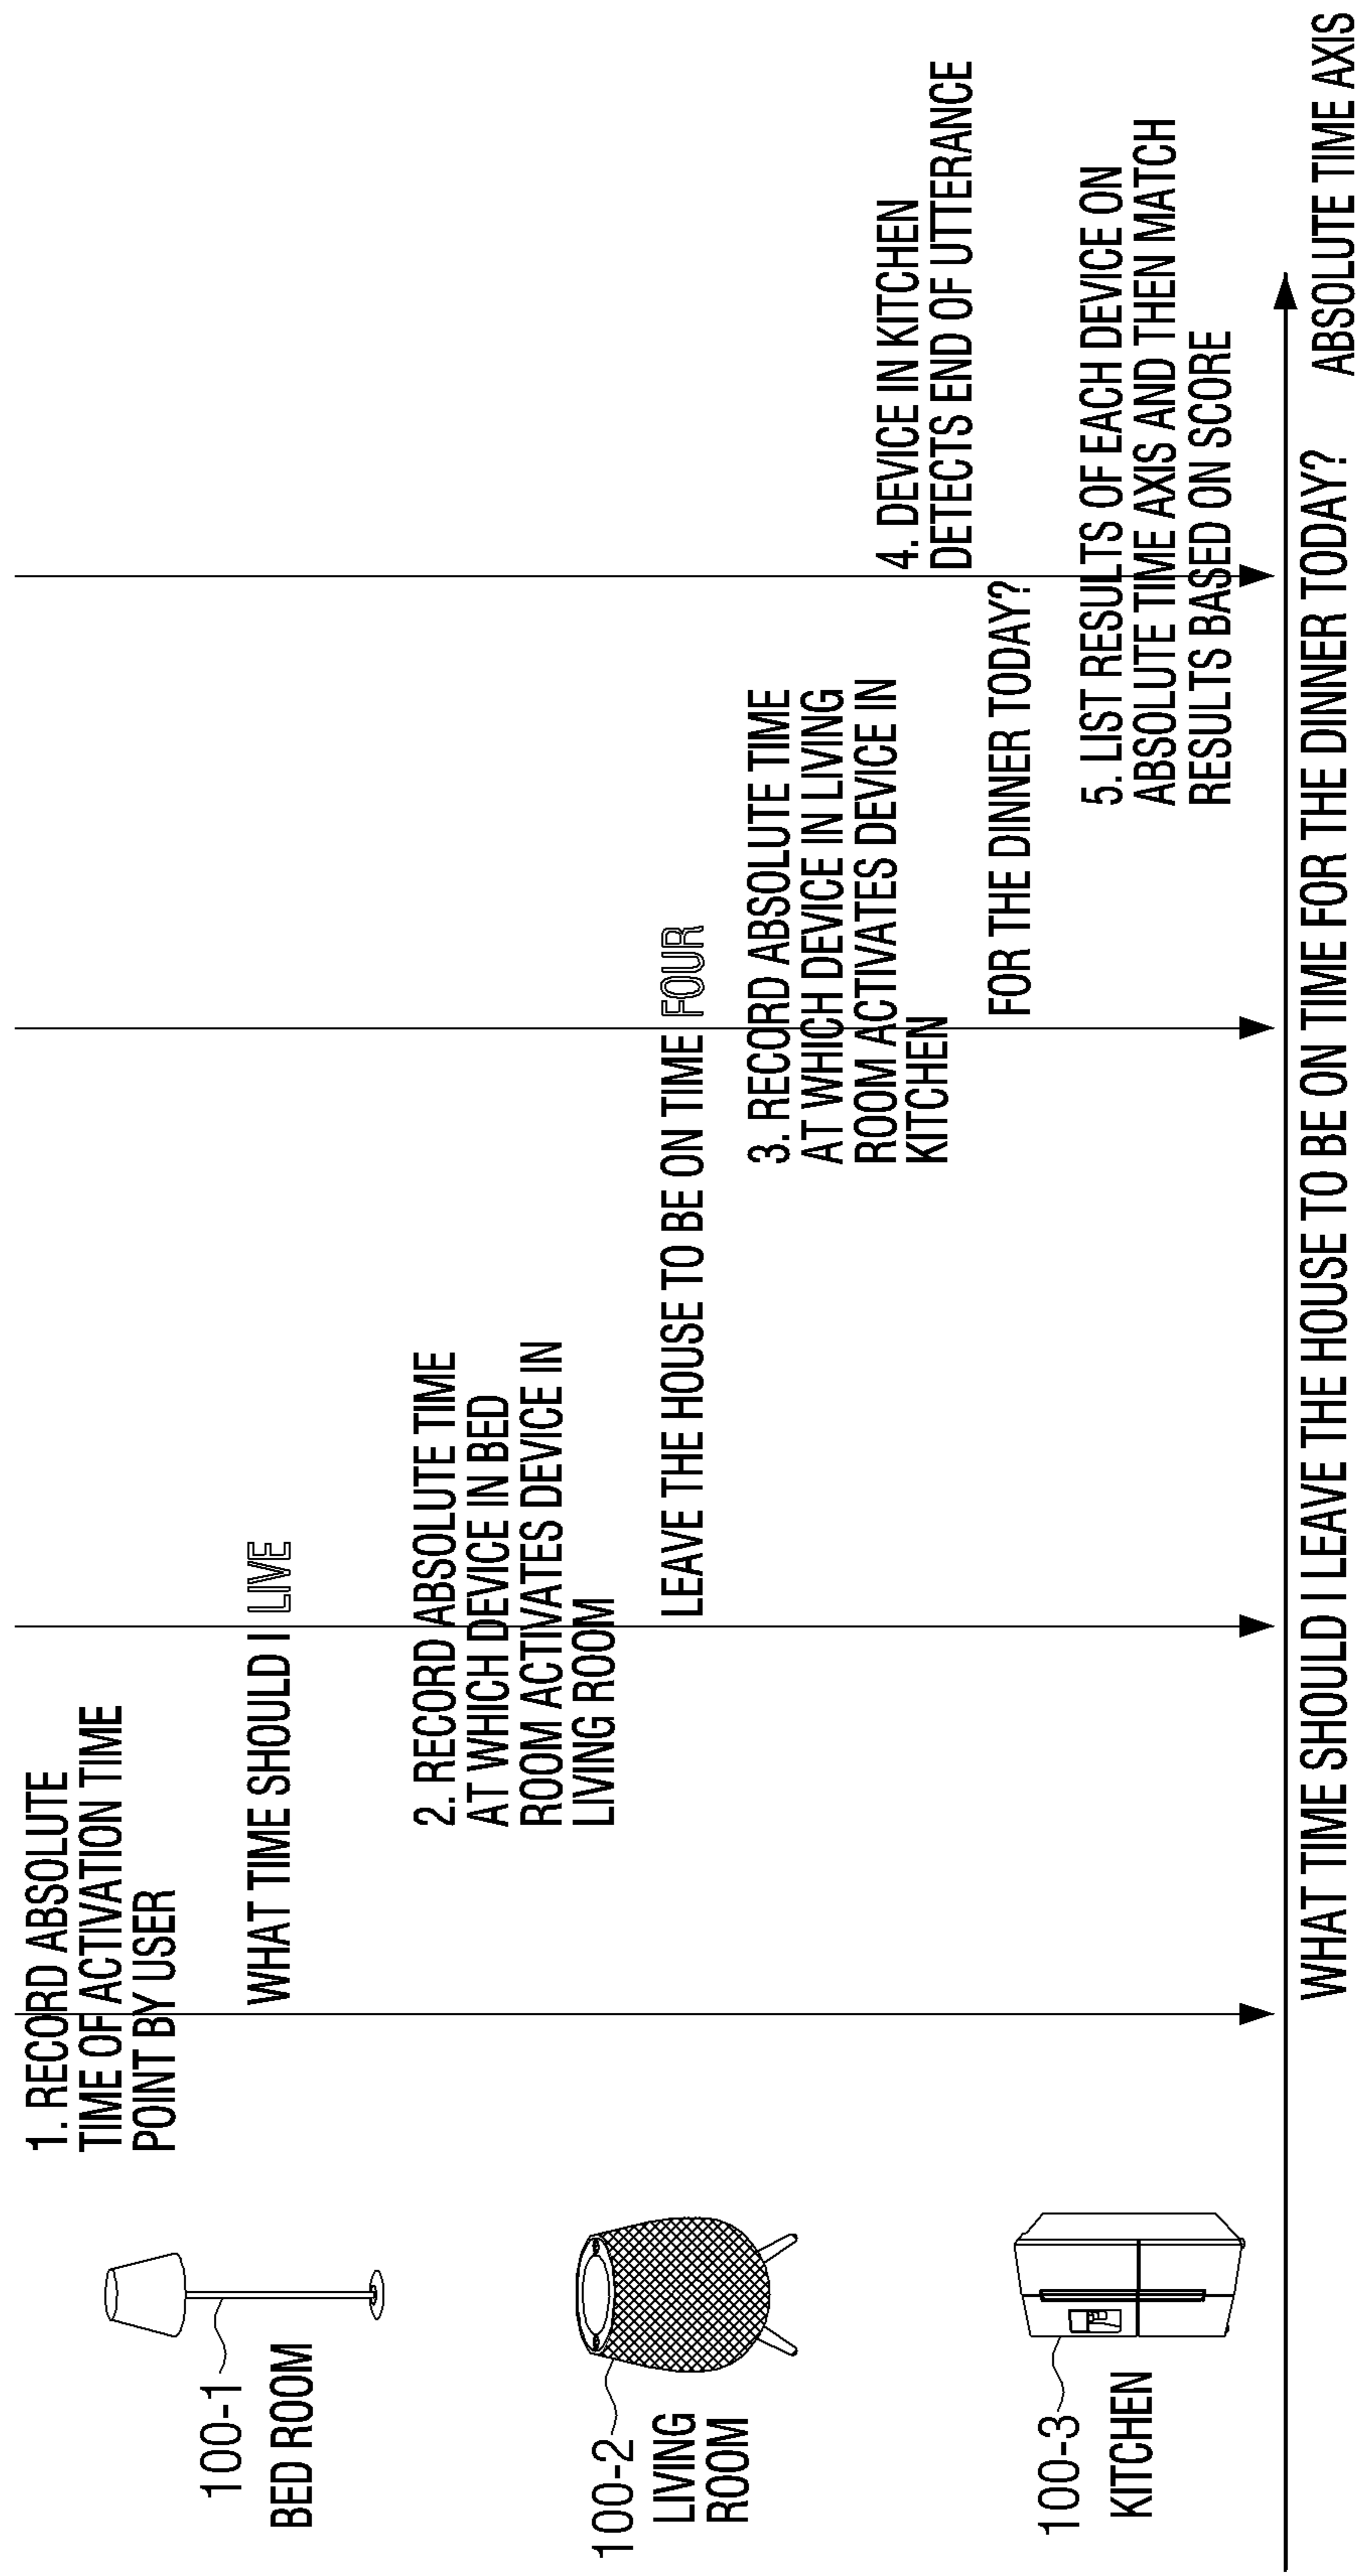 1. RECORD ABSOLUTE
TIME OF ACTIVATION TIME
POINT BY USER
100-1
BED ROOM
WHAT TIME SHOULD I LIVE
2. RECORD ABSOLUTE TIME
AT WHICH DEVICE IN BED
ROOM ACTIVATES DEVICE IN
LIVING ROOM
100-2
LIVING
ROOM
LEAVE THE HOUSE TO BE ON TIME FOUR
3. RECORD ABSOLUTE TIME
AT WHICH DEVICE IN LIVING
ROOM ACTIVATES DEVICE IN
KITCHEN
4. DEVICE IN KITCHEN
DETECTS END OF UTTERANCE
100-3
KITCHEN
FOR THE DINNER TODAY?
5. LIST RESULTS OF EACH DEVICE ON
ABSOLUTE TIME AXIS AND THEN MATCH
RESULTS BASED ON SCORE
WHAT TIME SHOULD I LEAVE THE HOUSE TO BE ON TIME FOR THE DINNER TODAY?
ABSOLUTE TIME AXIS